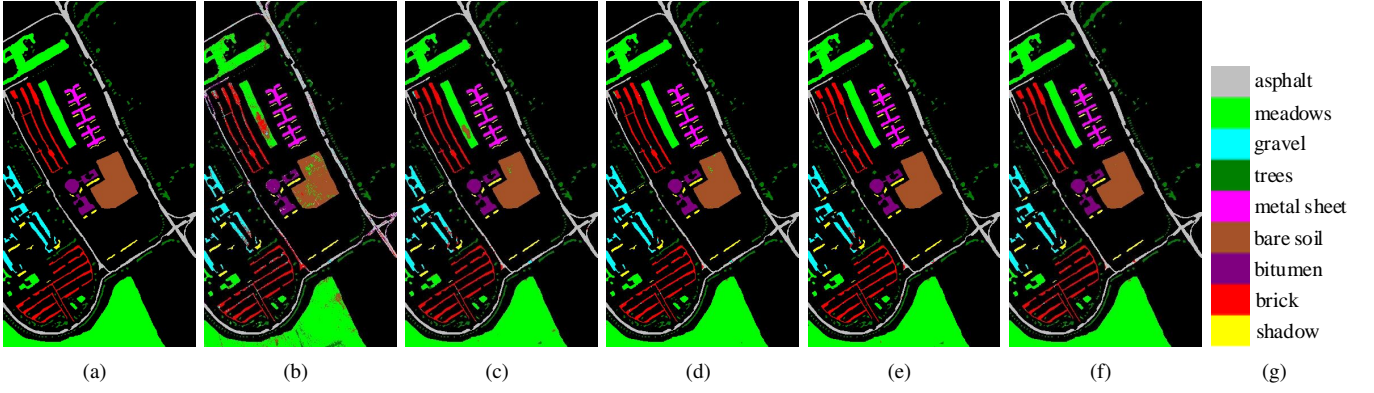 asphalt
meadows
gravel
trees
metal sheet
bare soil
bitumen
brick
shadow
(a) (b) (c) (d) (e) (f) (g)